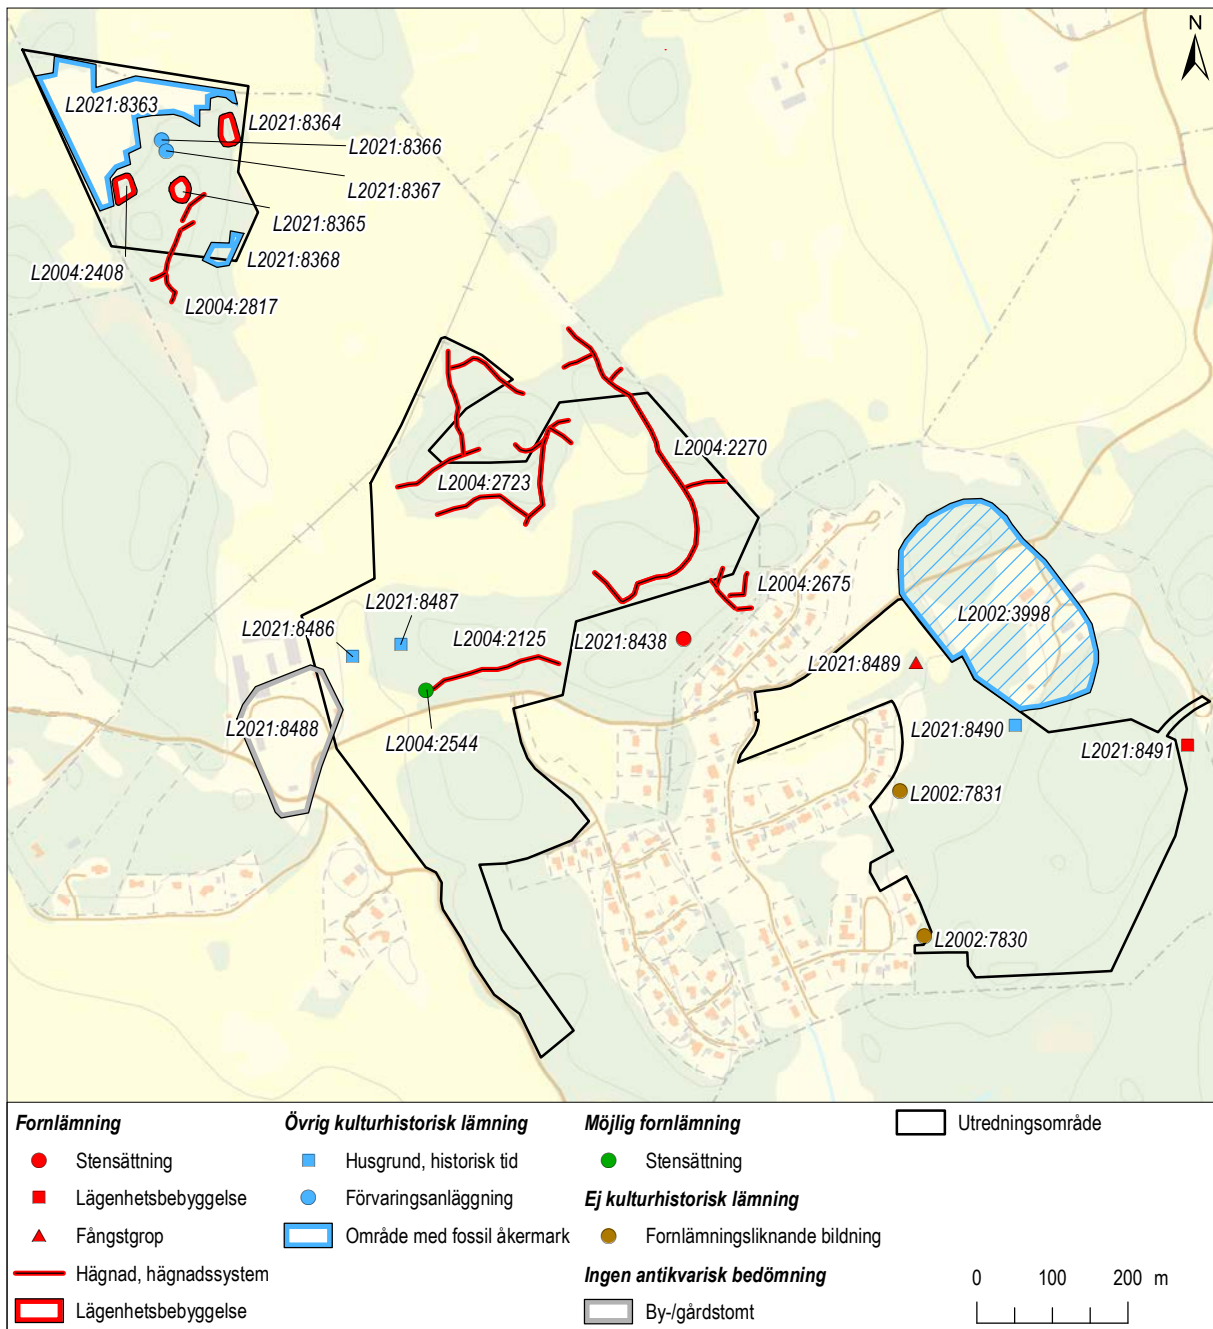 N
L2021:8363
L2021:8364
L2021:8366
L2021:8367
L2021:8365
L2021:8368
L2004:2408
L2004:2817
L2004:2270
L2004:2723
L2004:2675
L2021:8487
L2021:8486
L2004:2125
L2021:8438
L2002:3998
L2021:8489
L2021:8488
L2004:2544
L2021:8490
L2021:8491
L2002:7831
L2002:7830
Fornlämning
Stensättning
Lägenhetsbebyggelse
Fångstgrop
Hägnad, hägnadssystem
Lägenhetsbebyggelse
Övrig kulturhistorisk lämning
Husgrund, historisk tid
Förvaringsanläggning
Område med fossil åkermark
Möjlig fornlämning
Stensättning
Ej kulturhistorisk lämning
Fornlämningsliknande bildning
Ingen antikvarisk bedömning
By-/gårdstomt
Utredningsområde
0 100 200 m